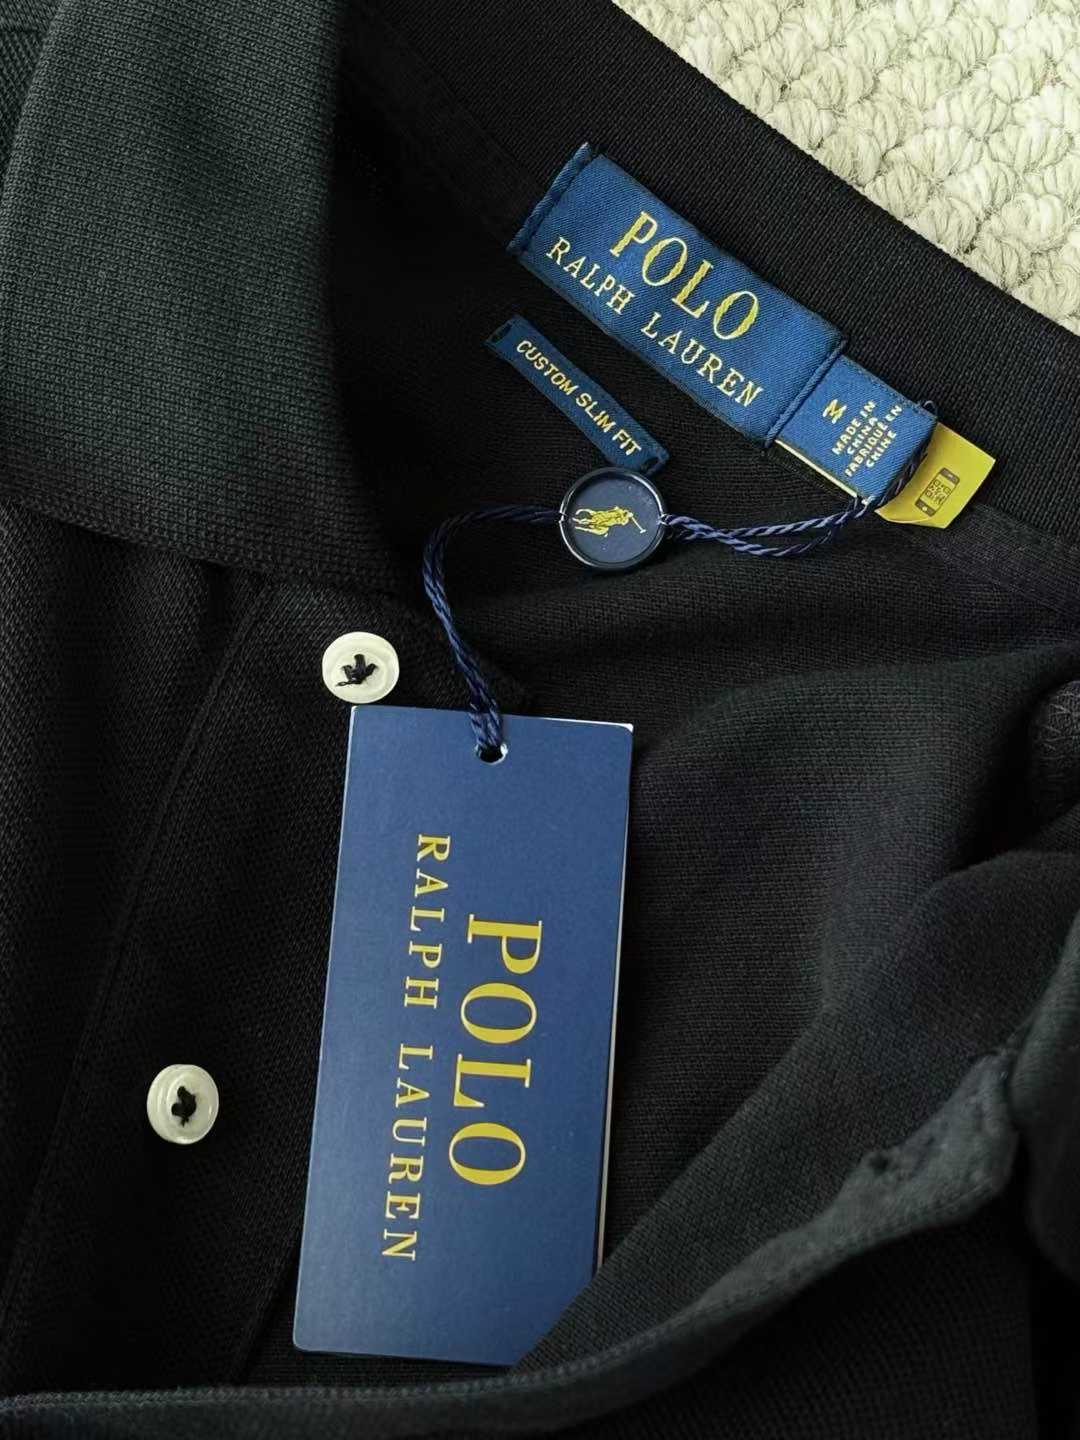 POLO
RALPH LAUREN
CUSTOM SLIM FIT
M
MADE IN
CHINA
FABRIQUÉ EN
CHINE
POLO
RALPH LAUREN